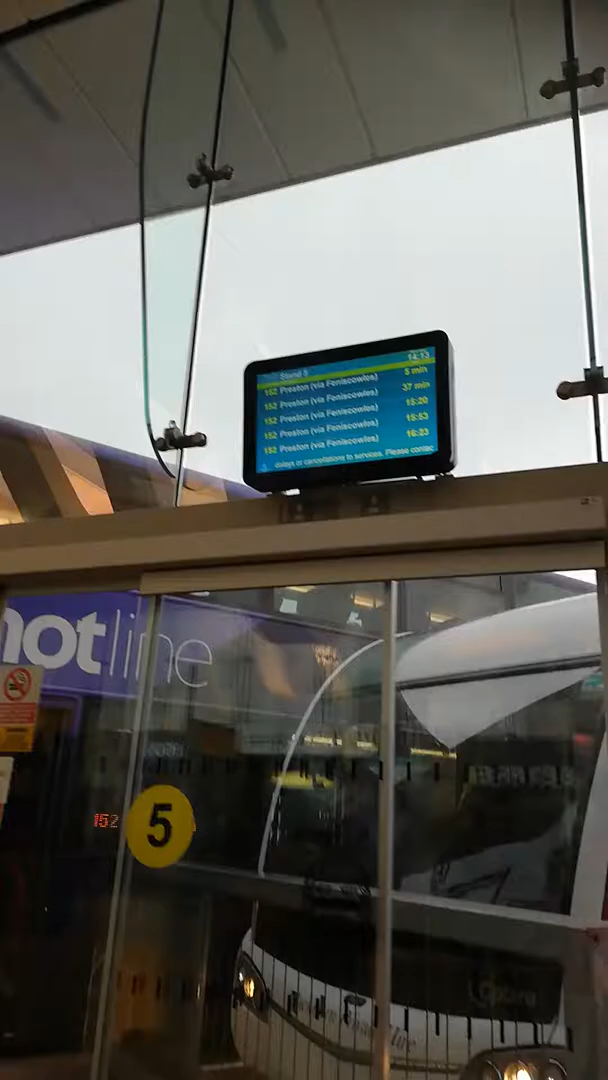 Stand 5 14:13
152 Preston (via Feniscowles) 5 min
152 Preston (via Feniscowles) 37 min
152 Preston (via Feniscowles) 15:20
152 Preston (via Feniscowles) 15:53
152 Preston (via Feniscowles) 16:23
delays or cancellations to services. Please contac
hotline
152
5